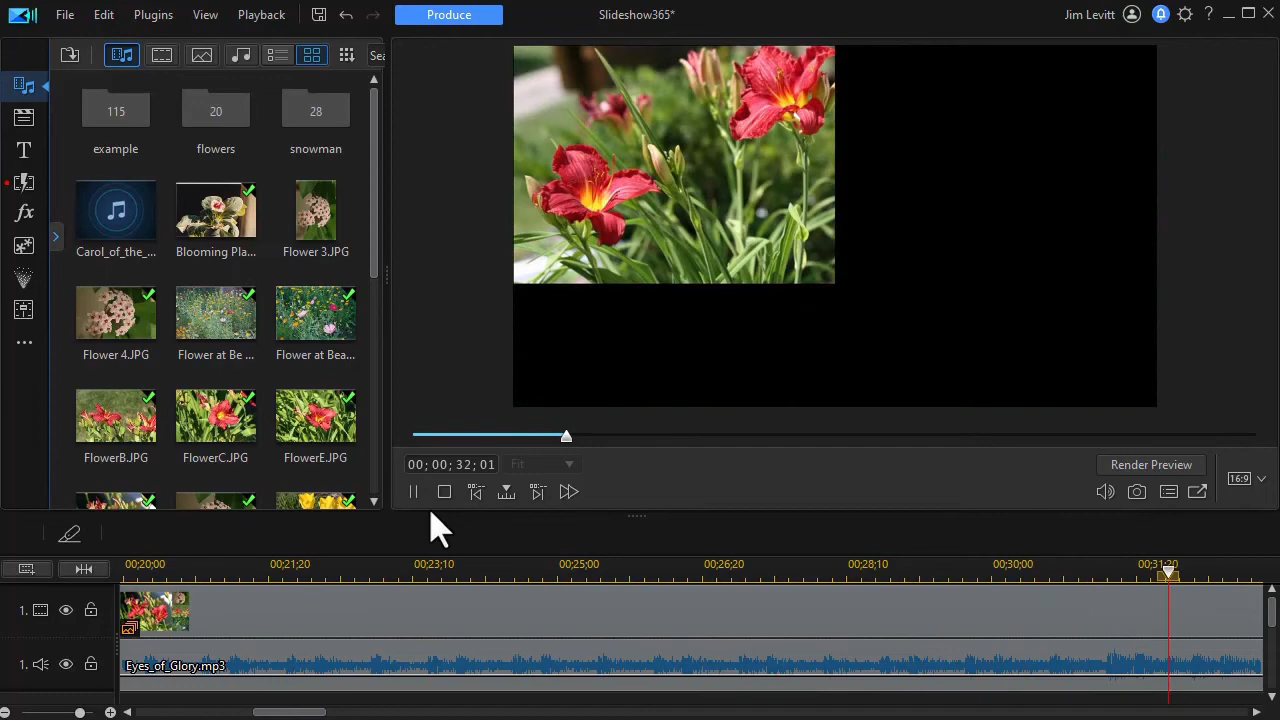 File Edit Plugins View Playback Produce Slideshow365* Jim Levitt ?
Sea
115 20 28
example flowers snowman
Carol_of_the_... Blooming Pla... Flower 3.JPG
Flower 4.JPG Flower at Be ... Flower at Bea...
FlowerB.JPG FlowerC.JPG FlowerE.JPG
T
fx
00; 00; 32; 01 Fit Render Preview
16:9
00;20;00 00;21;20 00;23;10 00;25;00 00;26;20 00;28;10 00;30;00 00;31;20
1.
1. Eyes_of_Glory.mp3